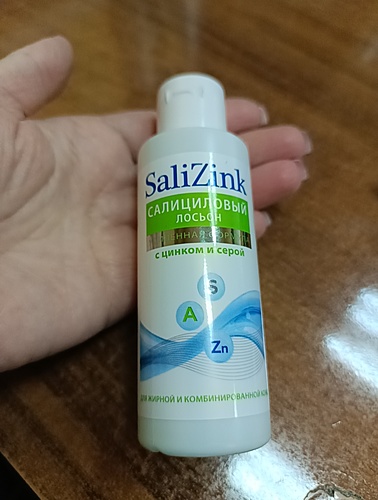 SaliZink
САЛИЦИЛОВЫЙ
ЛОСЬОН
с цинком и серой
S
A
Zn
ДЛЯ ЖИРНОЙ И КОМБИНИРОВАННОЙ